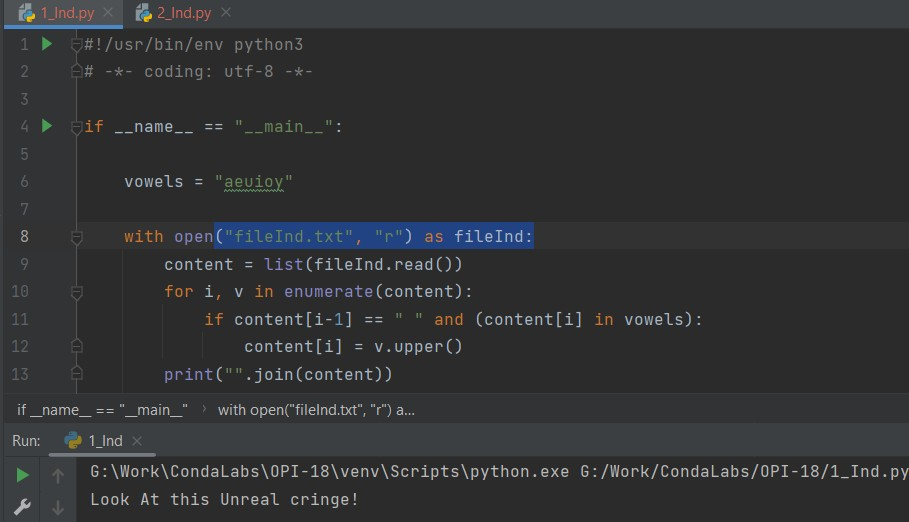 1_Ind.py × 2_Ind.py ×
1 #!/usr/bin/env python3
2 # -*- coding: utf-8 -*-
3
4 if __name__ == "__main__":
5
6     vowels = "aeuioy"
7
8     with open("fileInd.txt", "r") as fileInd:
9         content = list(fileInd.read())
10         for i, v in enumerate(content):
11             if content[i-1] == " " and (content[i] in vowels):
12                 content[i] = v.upper()
13         print("".join(content))
if __name__ == "__main__" › with open("fileInd.txt", "r") a...
Run: 1_Ind ×
G:\Work\CondaLabs\OPI-18\venv\Scripts\python.exe G:/Work/CondaLabs/OPI-18/1_Ind.py
Look At this Unreal cringe!